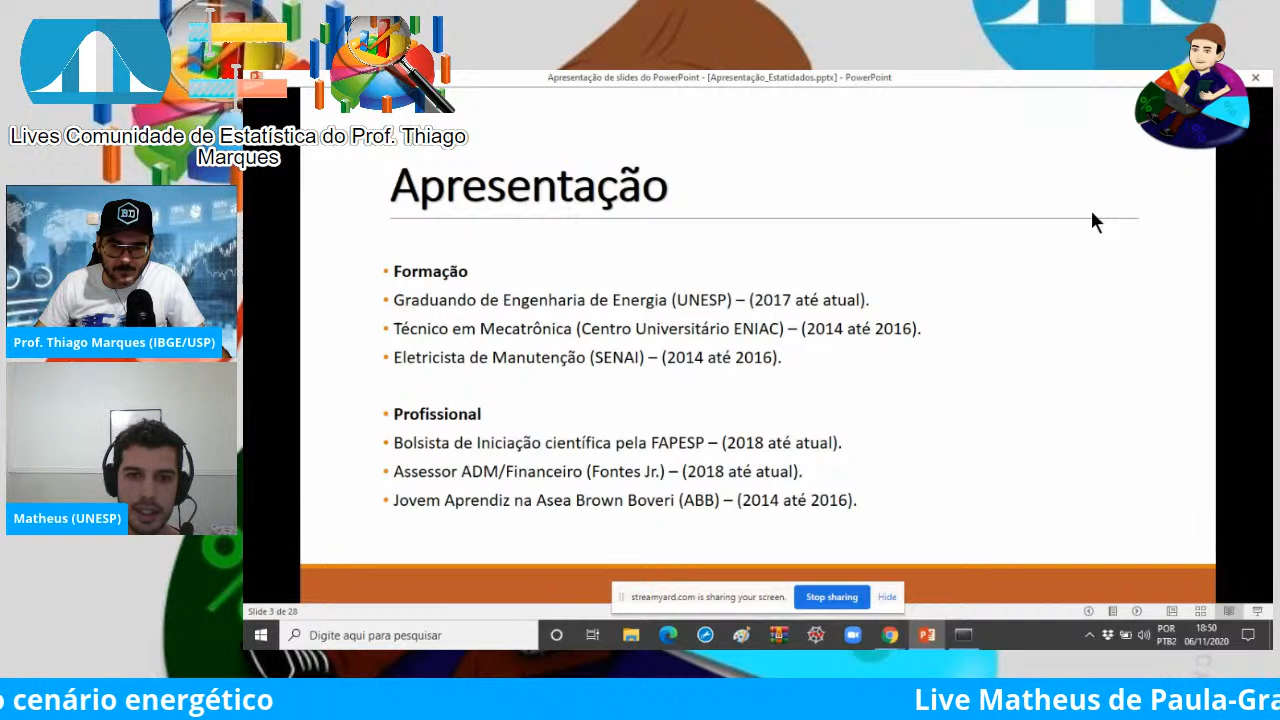 Apresentação de slides do PowerPoint - [Apresentação_Estatidados.pptx] - PowerPoint
Lives Comunidade de Estatística do Prof. Thiago
Marques
Apresentação
BD
Prof. Thiago Marques (IBGE/USP)
Matheus (UNESP)
• Formação
• Graduando de Engenharia de Energia (UNESP) – (2017 até atual).
• Técnico em Mecatrônica (Centro Universitário ENIAC) – (2014 até 2016).
• Eletricista de Manutenção (SENAI) – (2014 até 2016).
• Profissional
• Bolsista de Iniciação científica pela FAPESP – (2018 até atual).
• Assessor ADM/Financeiro (Fontes Jr.) – (2018 até atual).
• Jovem Aprendiz na Asea Brown Boveri (ABB) – (2014 até 2016).
streamyard.com is sharing your screen.
Stop sharing
Hide
Slide 3 de 28
Digite aqui para pesquisar
POR
PTB2
18:50
06/11/2020
o cenário energético
Live Matheus de Paula-Gra